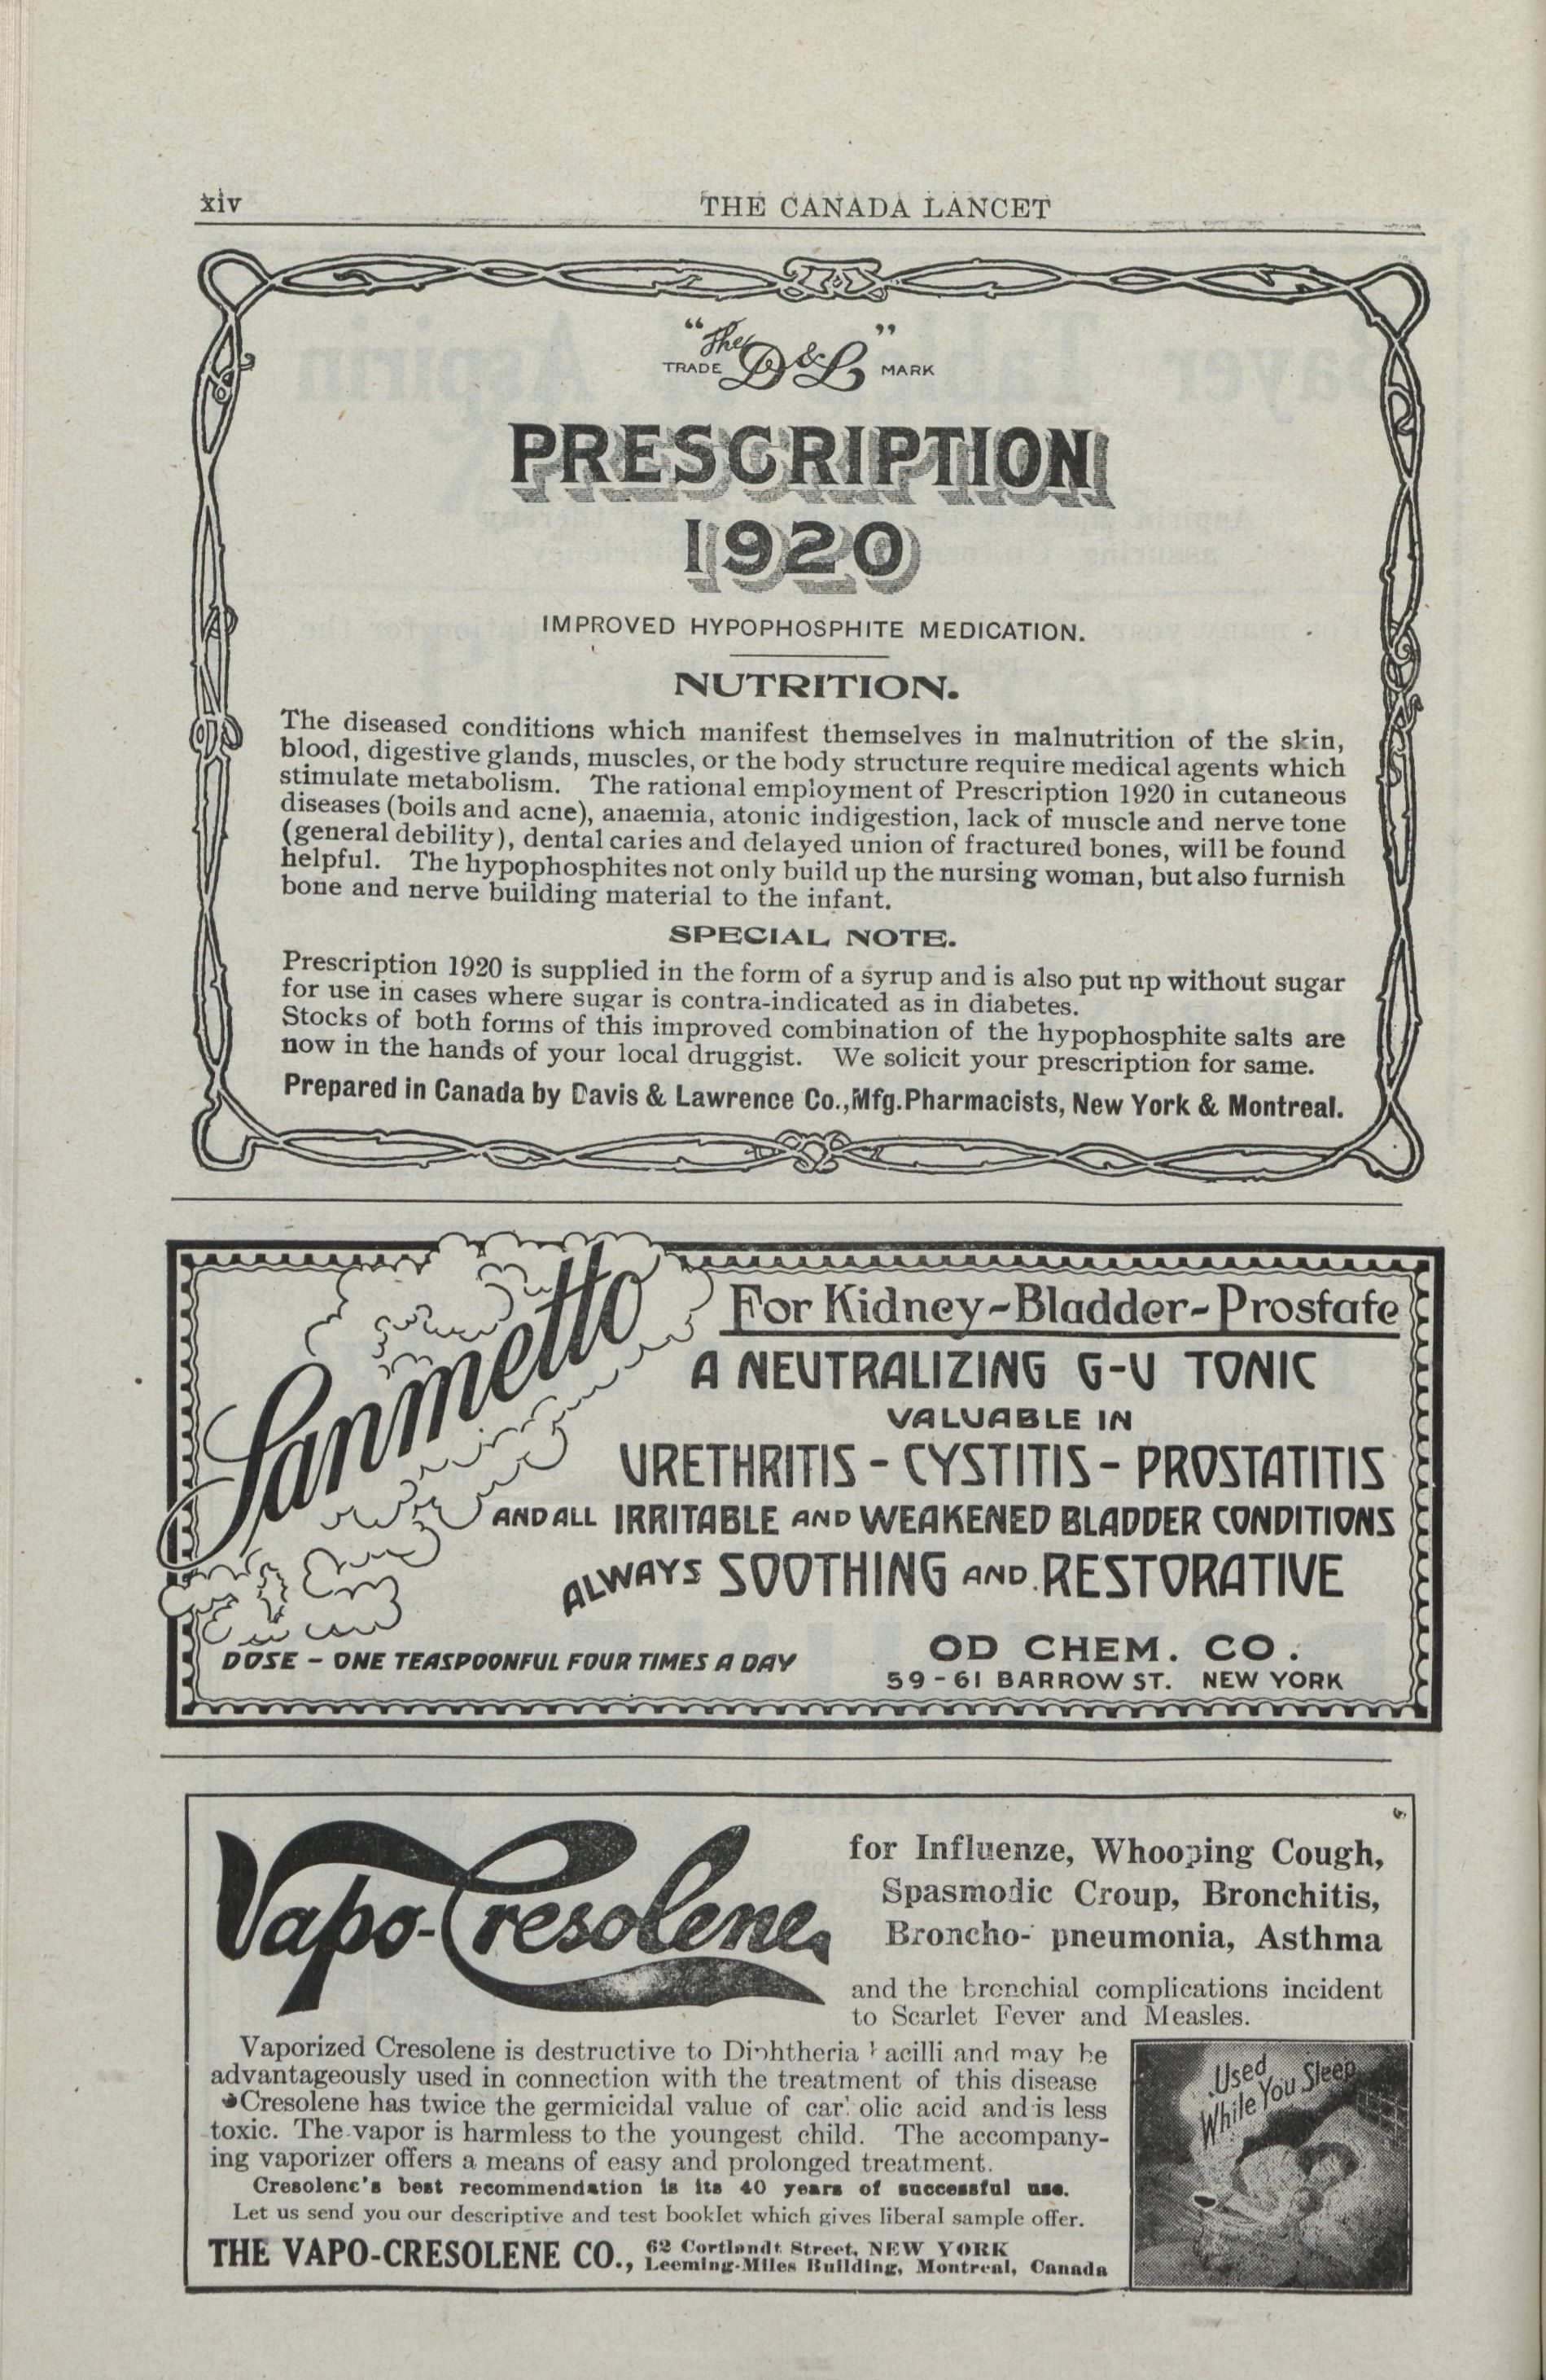 xiv THE CANADA LANCET
"The D & L"
TRADE MARK
PRESCRIPTION
1920
IMPROVED HYPOPHOSPHITE MEDICATION.
NUTRITION.
The diseased conditions which manifest themselves in malnutrition of the skin,
blood, digestive glands, muscles, or the body structure require medical agents which
stimulate metabolism. The rational employment of Prescription 1920 in cutaneous
diseases (boils and acne), anaemia, atonic indigestion, lack of muscle and nerve tone
(general debility), dental caries and delayed union of fractured bones, will be found
helpful. The hypophosphites not only build up the nursing woman, but also furnish
bone and nerve building material to the infant.
SPECIAL NOTE.
Prescription 1920 is supplied in the form of a syrup and is also put np without sugar
for use in cases where sugar is contra-indicated as in diabetes.
Stocks of both forms of this improved combination of the hypophosphite salts are
now in the hands of your local druggist. We solicit your prescription for same.
Prepared in Canada by Davis & Lawrence Co., Mfg. Pharmacists, New York & Montreal.
Sanmetto
For Kidney-Bladder-Prostate
A NEUTRALIZING G-U TONIC
VALUABLE IN
URETHRITIS - CYSTITIS - PROSTATITIS
AND ALL IRRITABLE AND WEAKENED BLADDER CONDITIONS
ALWAYS SOOTHING AND RESTORATIVE
DOSE - ONE TEASPOONFUL FOUR TIMES A DAY
OD CHEM. CO.
59-61 BARROW ST. NEW YORK
Vapo-Cresolene
for Influenze, Whooping Cough,
Spasmodic Croup, Bronchitis,
Broncho- pneumonia, Asthma
and the bronchial complications incident
to Scarlet Fever and Measles.
Vaporized Cresolene is destructive to Diphtheria bacilli and may be
advantageously used in connection with the treatment of this disease
Cresolene has twice the germicidal value of carbolic acid and is less
toxic. The vapor is harmless to the youngest child. The accompany-
ing vaporizer offers a means of easy and prolonged treatment.
Cresolene's best recommendation is its 40 years of successful use.
Let us send you our descriptive and test booklet which gives liberal sample offer.
THE VAPO-CRESOLENE CO., 62 Cortlandt Street, NEW YORK
Leeming-Miles Building, Montreal, Canada
Used
While You Sleep